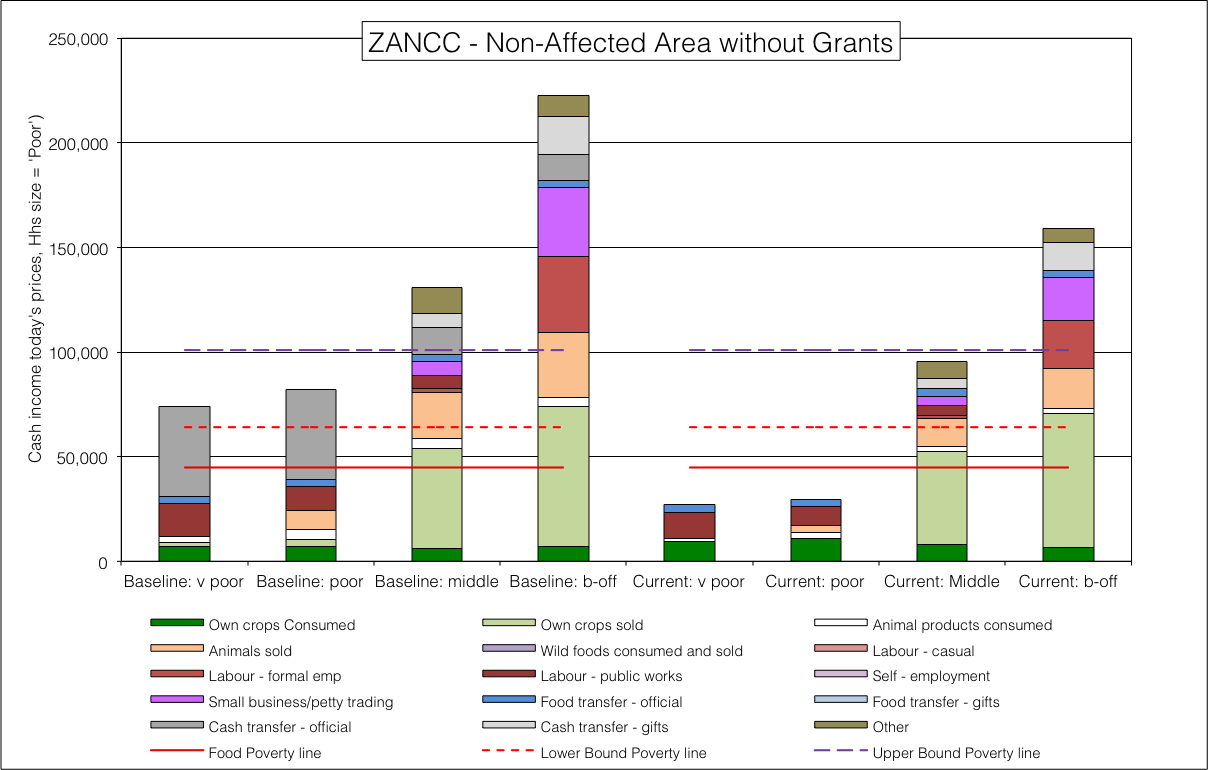 ZANCC - Non-Affected Area without Grants
Cash income today's prices, Hhs size = 'Poor')
250,000
200,000
150,000
100,000
50,000
0
Baseline: v poor Baseline: poor Baseline: middle Baseline: b-off Current: v poor Current: poor Current: Middle Current: b-off
Own crops Consumed Own crops sold Animal products consumed
Animals sold Wild foods consumed and sold Labour - casual
Labour - formal emp Labour - public works Self - employment
Small business/petty trading Food transfer - official Food transfer - gifts
Cash transfer - official Cash transfer - gifts Other
Food Poverty line Lower Bound Poverty line Upper Bound Poverty line